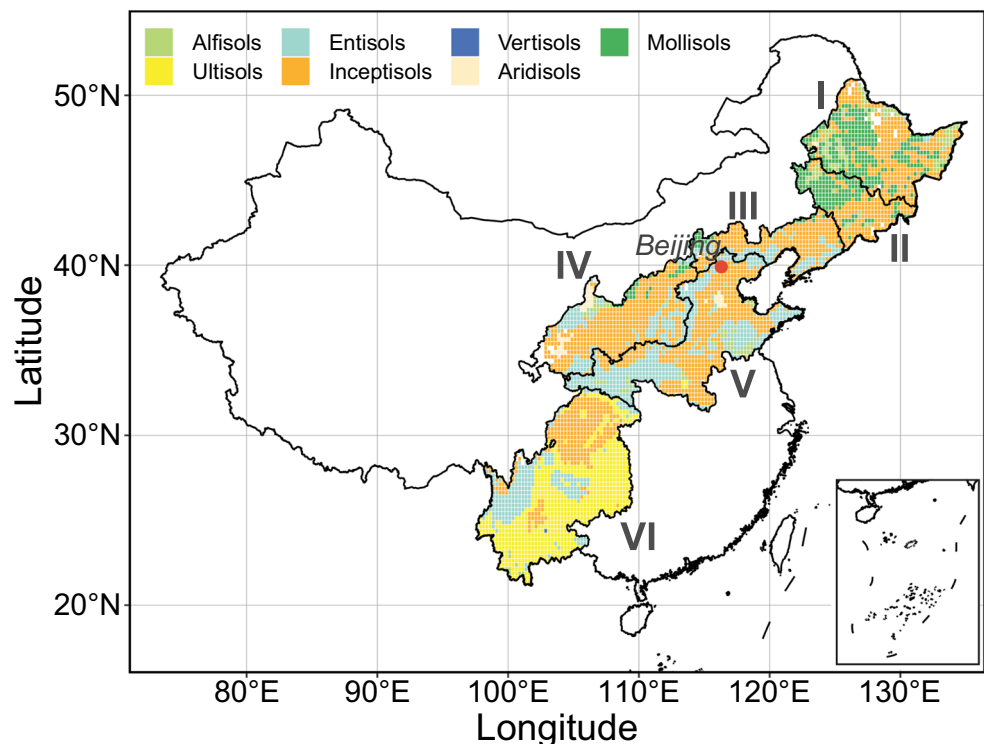 Alfisols Entisols Vertisols Mollisols
Ultisols Inceptisols Aridisols
50°N
40°N
30°N
20°N
Latitude
I
III
II
Beijing
IV
V
VI
80°E 90°E 100°E 110°E 120°E 130°E
Longitude